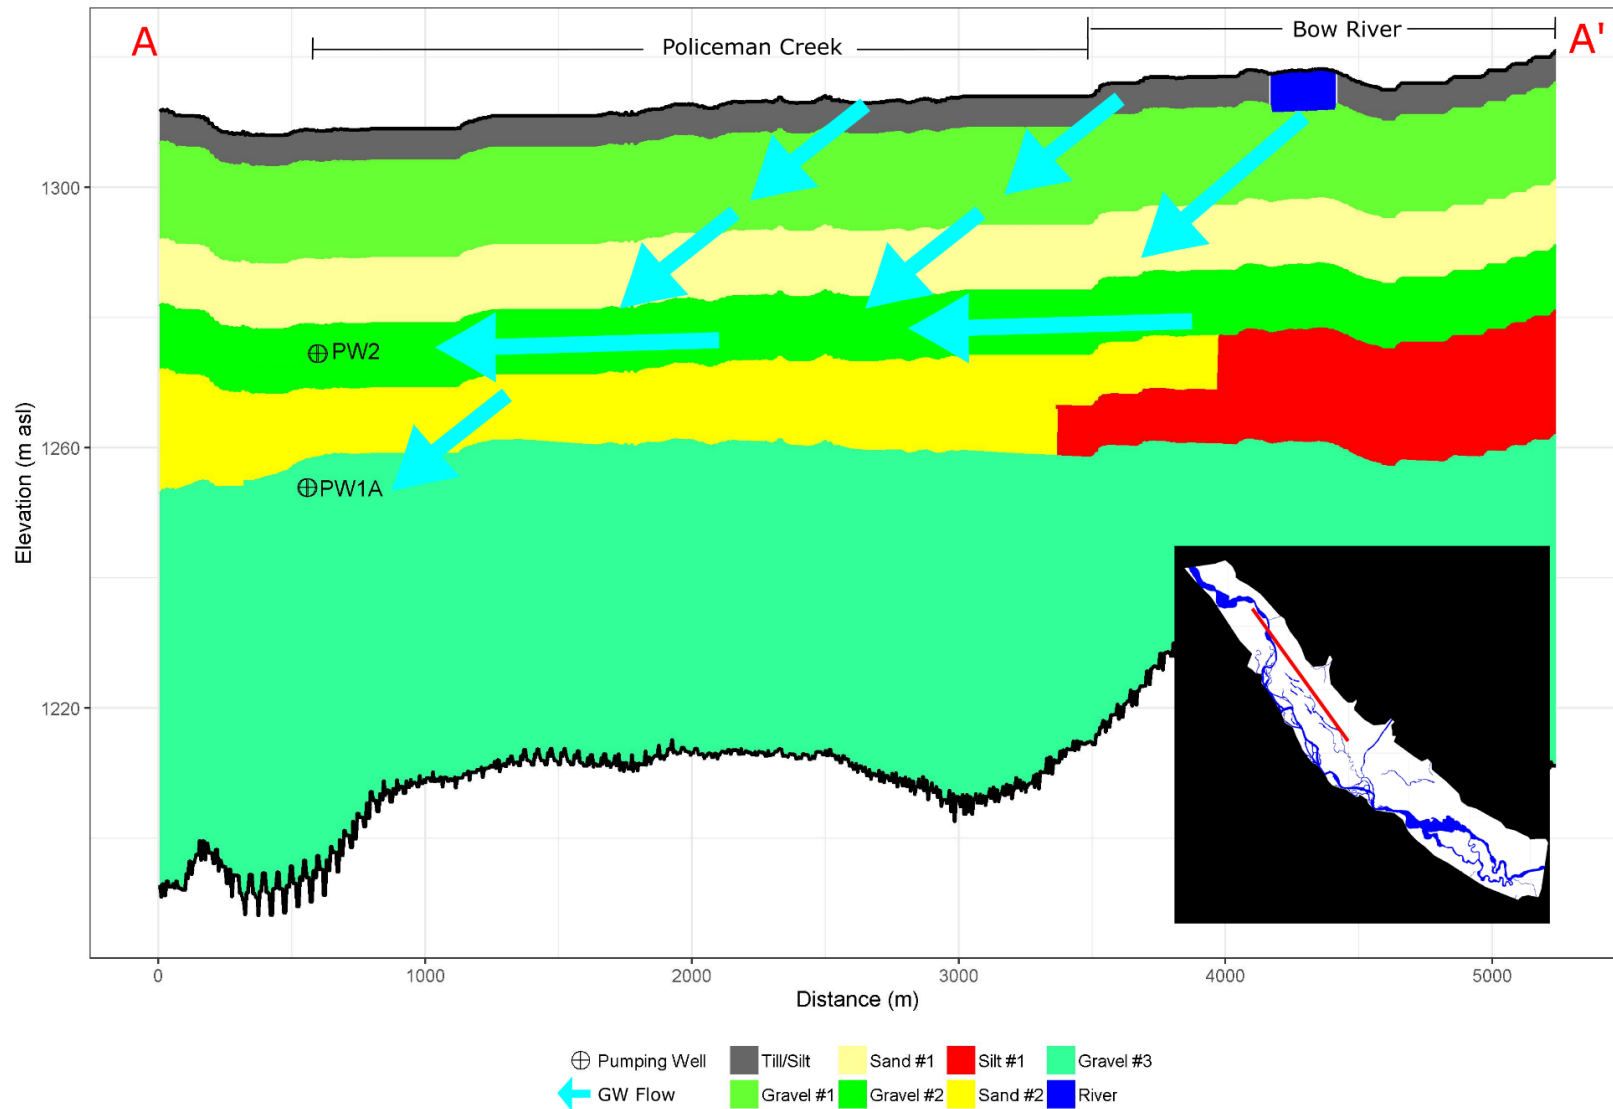 A
Policeman Creek
Bow River
A'
Elevation (m asl)
1300
1260
1220
PW2
PW1A
0
1000
2000
3000
4000
5000
Distance (m)
Pumping Well
Till/Silt
Sand #1
Silt #1
Gravel #3
GW Flow
Gravel #1
Gravel #2
Sand #2
River